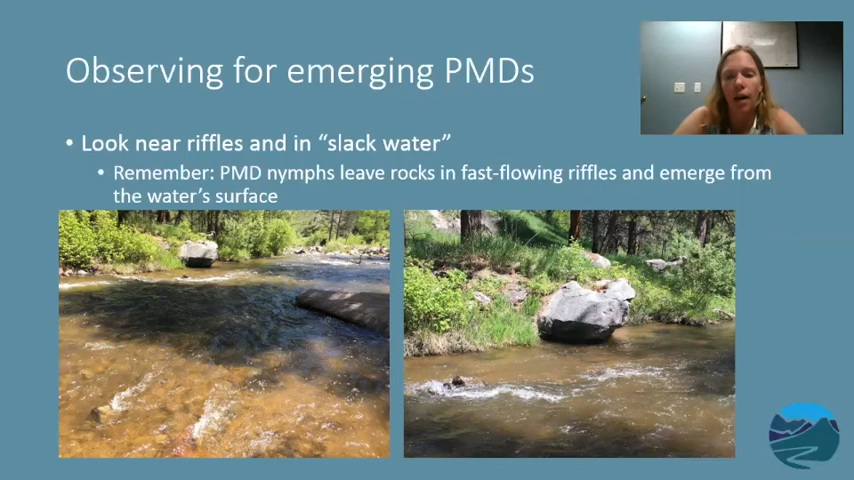 Observing for emerging PMDs
• Look near riffles and in “slack water”
• Remember: PMD nymphs leave rocks in fast-flowing riffles and emerge from
the water’s surface